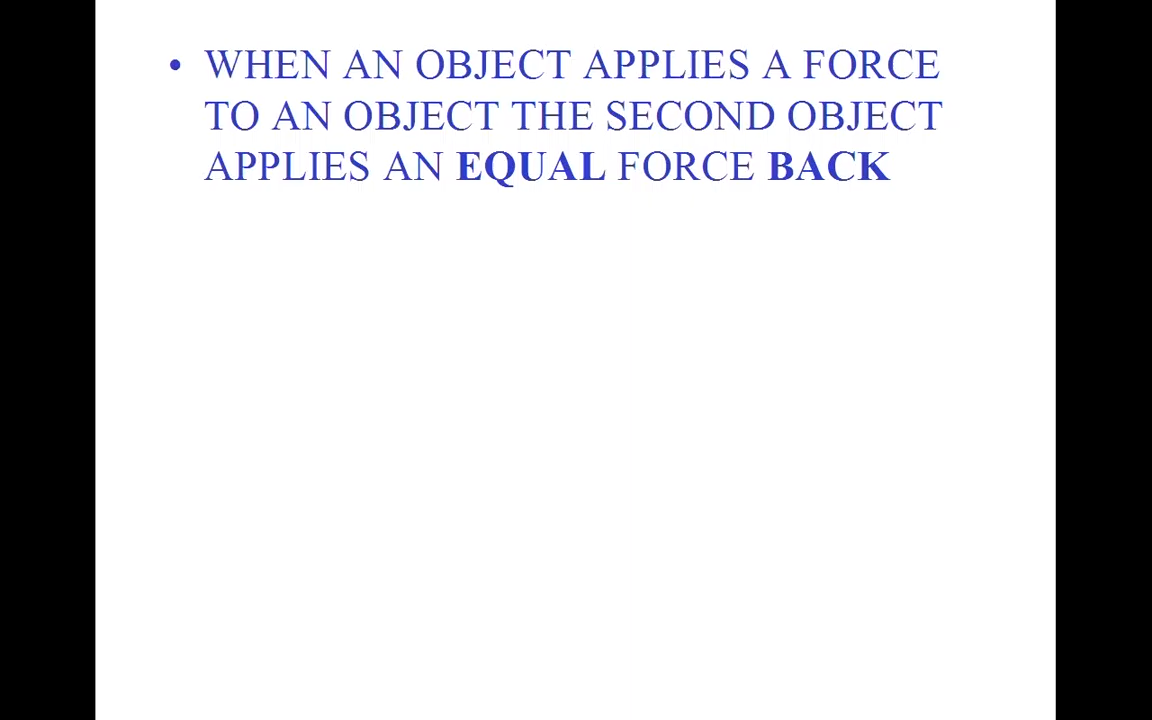 • WHEN AN OBJECT APPLIES A FORCE
TO AN OBJECT THE SECOND OBJECT
APPLIES AN EQUAL FORCE BACK